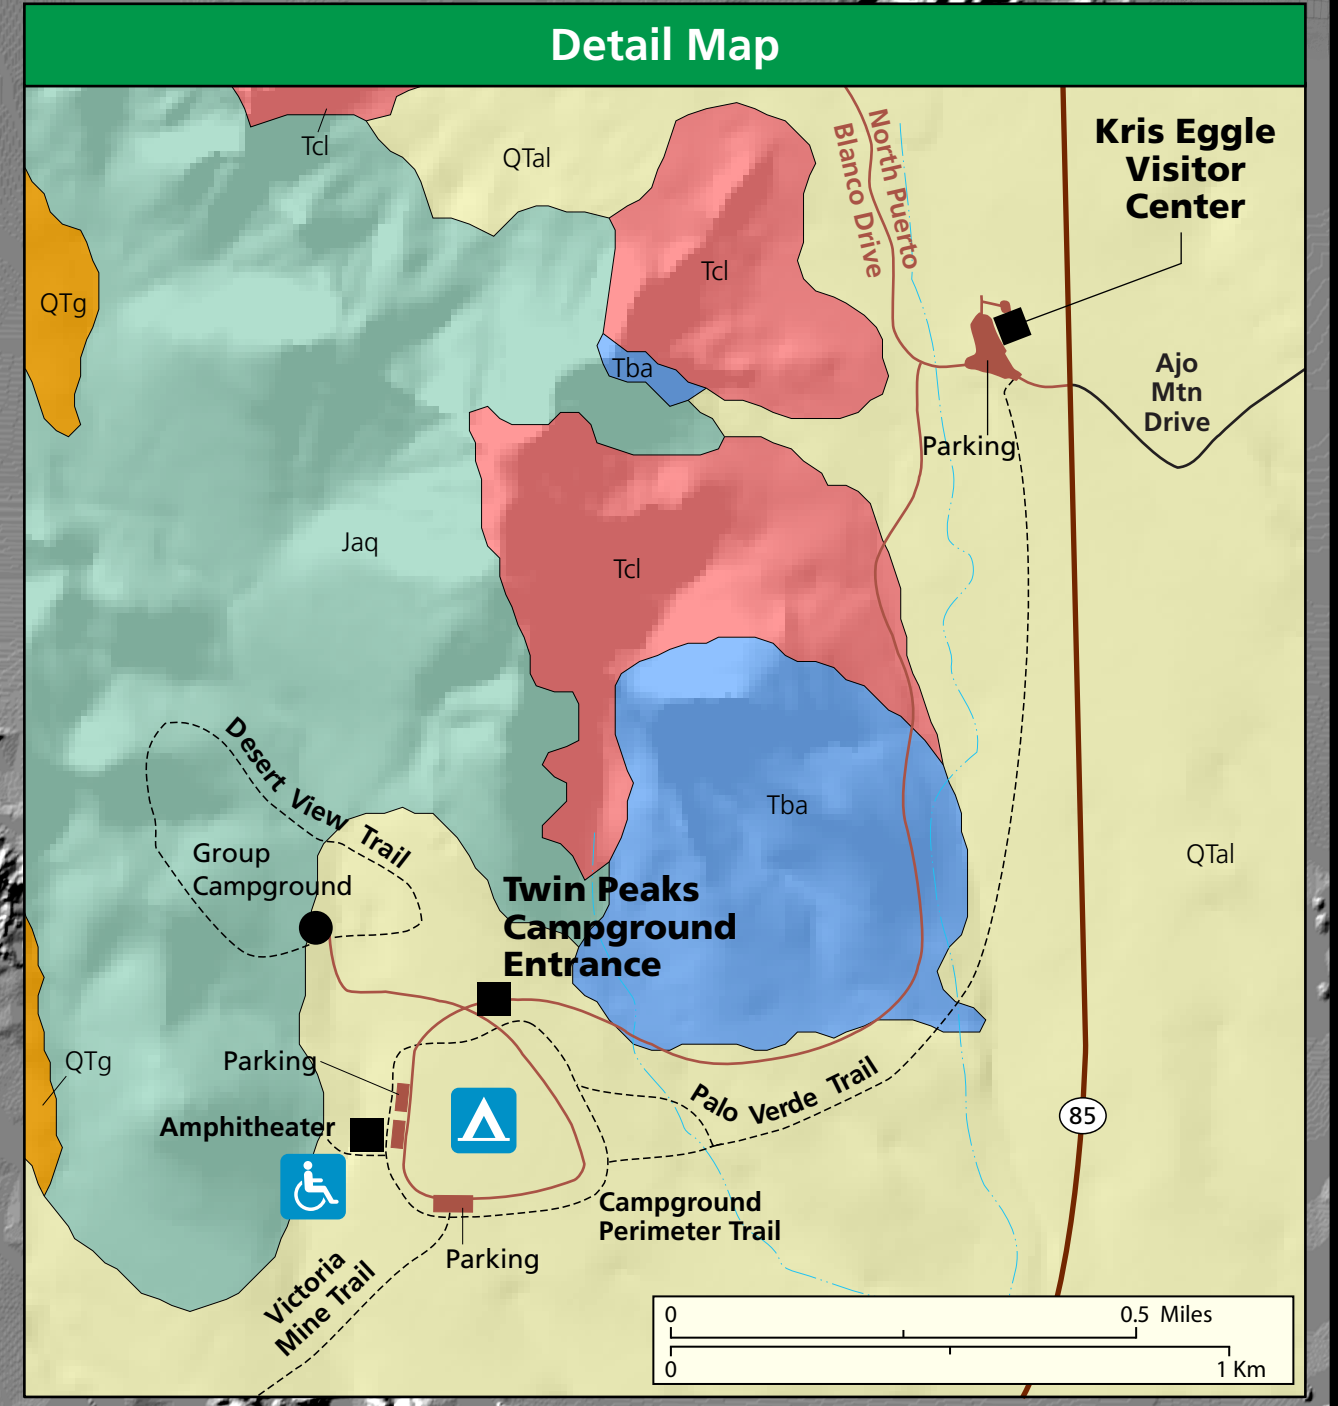 Detail Map
Tcl
QTal
North Puerto
Blanco Drive
Kris Eggle
Visitor
Center
Tcl
QTg
Tba
Ajo
Mtn
Drive
Parking
Jaq
Tcl
Desert View Trail
Tba
Group
Campground
QTal
Twin Peaks
Campground
Entrance
Parking
QTg
Palo Verde Trail
85
Amphitheater
Campground
Perimeter Trail
Parking
Victoria
Mine Trail
0 0.5 Miles
0 1 Km